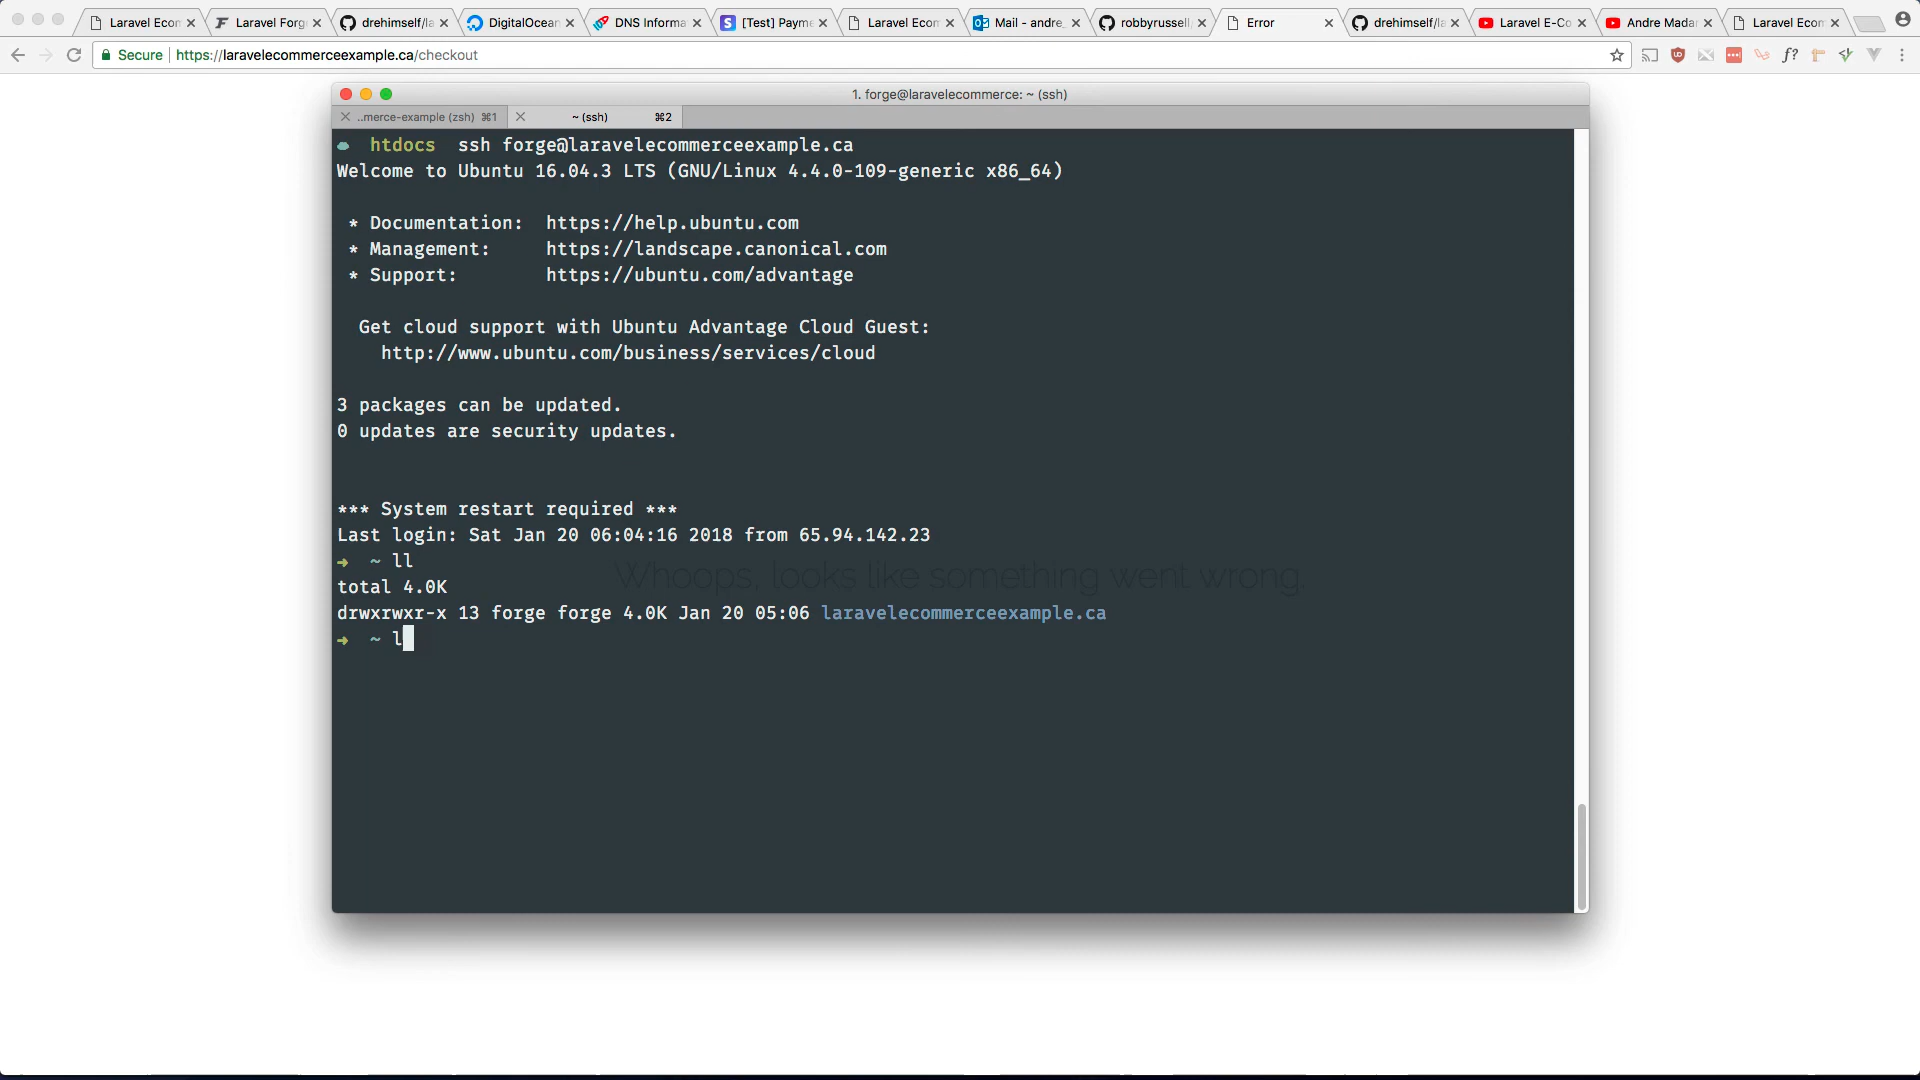 Laravel Econ
Laravel Forg
drehimself/la
DigitalOcean
DNS Informa
[Test] Payme
Laravel Econ
Mail - andre_
robbyrussell
Error
drehimself/la
Laravel E-Co
Andre Madar
Laravel Econ
Secure
https://laravelecommerceexample.ca/checkout
1. forge@laravelecommerce: ~ (ssh)
..merce-example (zsh) ⌘1
~ (ssh) ⌘2
htdocs ssh forge@laravelecommerceexample.ca
Welcome to Ubuntu 16.04.3 LTS (GNU/Linux 4.4.0-109-generic x86_64)
* Documentation: https://help.ubuntu.com
* Management: https://landscape.canonical.com
* Support: https://ubuntu.com/advantage
Get cloud support with Ubuntu Advantage Cloud Guest:
http://www.ubuntu.com/business/services/cloud
3 packages can be updated.
0 updates are security updates.
*** System restart required ***
Last login: Sat Jan 20 06:04:16 2018 from 65.94.142.23
➜ ~ ll
Whoops, looks like something went wrong.
total 4.0K
drwxrwxr-x 13 forge forge 4.0K Jan 20 05:06 laravelecommerceexample.ca
➜ ~ l